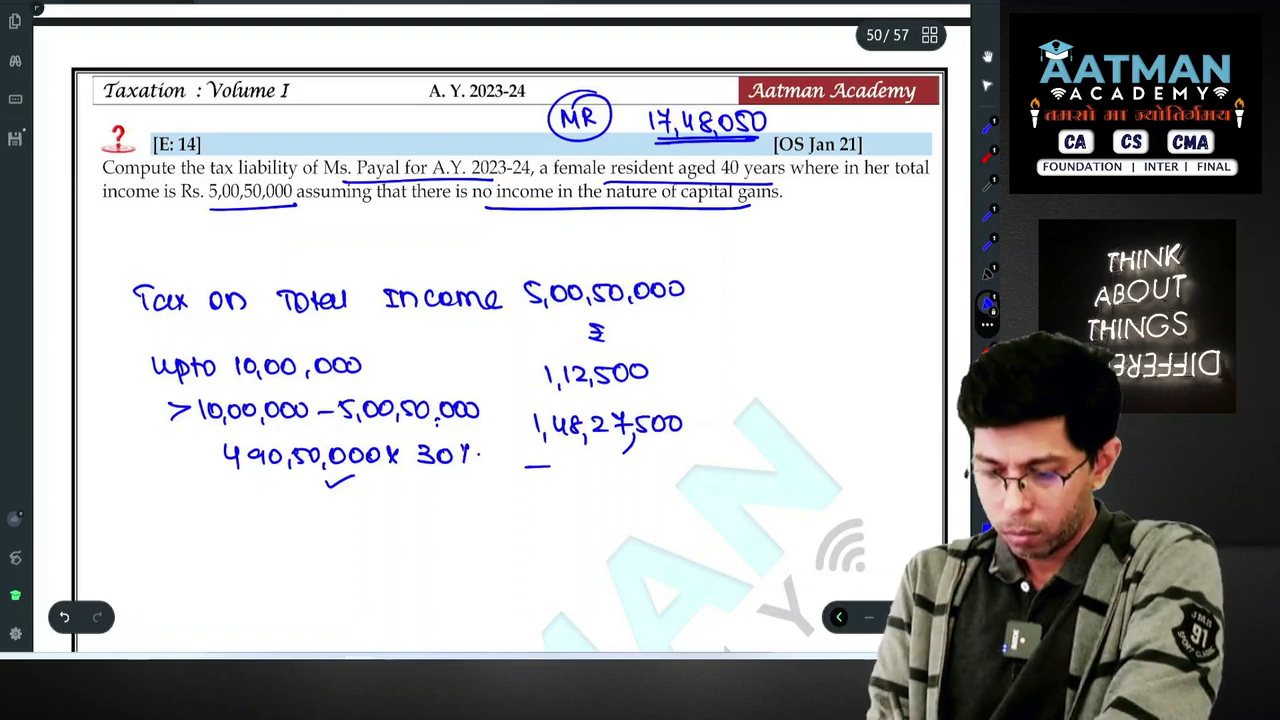 50 / 57
Taxation : Volume I A. Y. 2023-24 Aatman Academy
MR 17,48,050
[E: 14] [OS Jan 21]
Compute the tax liability of Ms. Payal for A.Y. 2023-24, a female resident aged 40 years where in her total
income is Rs. 5,00,50,000 assuming that there is no income in the nature of capital gains.
Tax on Total Income 5,00,50,000
₹
upto 10,00,000 1,12,500
> 10,00,000 – 5,00,50,000 1,48,27,500
490,50,000 x 30%
AATMAN
ACADEMY
तमसो मा ज्योतिर्गमय
CA CS CMA
FOUNDATION | INTER | FINAL
THINK
ABOUT
THINGS
DIFFERE
AATMAN
Y
JMR
91